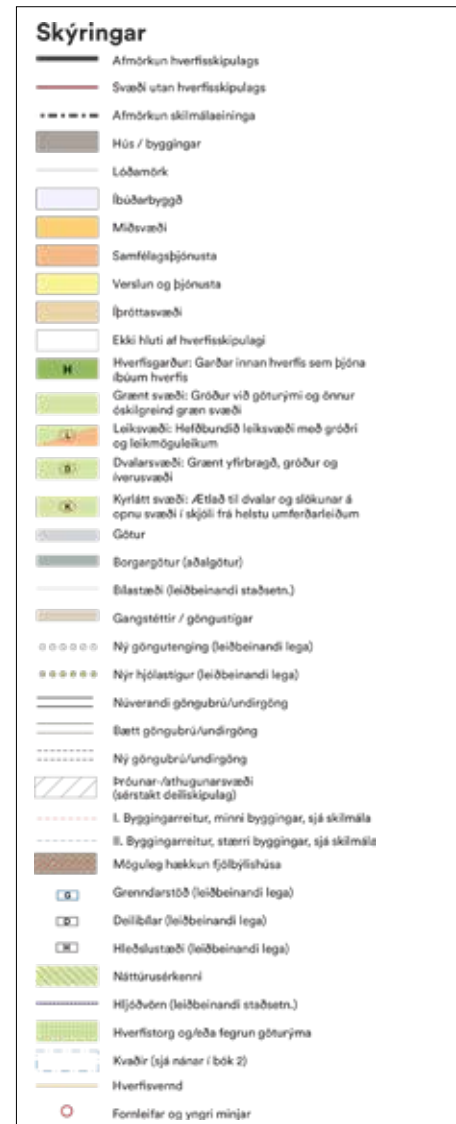 Skýringar
Afmörkun hverfisskipulags
Svæði utan hverfisskipulags
Afmörkun skilmálaeininga
Hús / byggingar
Lóðamörk
Íbúðarbyggð
Miðsvæði
Samfélagsþjónusta
Verslun og þjónusta
Íþróttasvæði
Ekki hluti af hverfisskipulagi
H
Hverfisgarður: Garðar innan hverfis sem þjóna
íbúum hverfis
Grænt svæði: Gróður við göturými og önnur
óskilgreind græn svæði
L
Leiksvæði: Hefðbundið leiksvæði með gróðri
og leikmöguleikum
D
Dvalarsvæði: Grænt yfirbragð, gróður og
íverusvæði
K
Kyrlátt svæði: Ætlað til dvalar og slökunar á
opnu svæði í skjóli frá helstu umferðarleiðum
Götur
Borgargötur (aðalgötur)
Bílastæði (leiðbeinandi staðsetn.)
Gangstéttir / göngustígar
Ný göngutenging (leiðbeinandi lega)
Nýr hjólastígur (leiðbeinandi lega)
Núverandi göngubrú/undirgöng
Bætt göngubrú/undirgöng
Ný göngubrú/undirgöng
Þróunar-/athugunarsvæði
(sérstakt deiliskipulag)
I. Byggingarreitur, minni byggingar, sjá skilmála
II. Byggingarreitur, stærri byggingar, sjá skilmála
Möguleg hækkun fjölbýlishúsa
G Grenndarstöð (leiðbeinandi lega)
D Deilibílar (leiðbeinandi lega)
H Hleðslustæði (leiðbeinandi lega)
Náttúrusérkenni
Hljóðvörn (leiðbeinandi staðsetn.)
Hverfistorg og/eða fegrun göturýma
Kvaðir (sjá nánar í bók 2)
Hverfisvernd
Fornleifar og yngri minjar